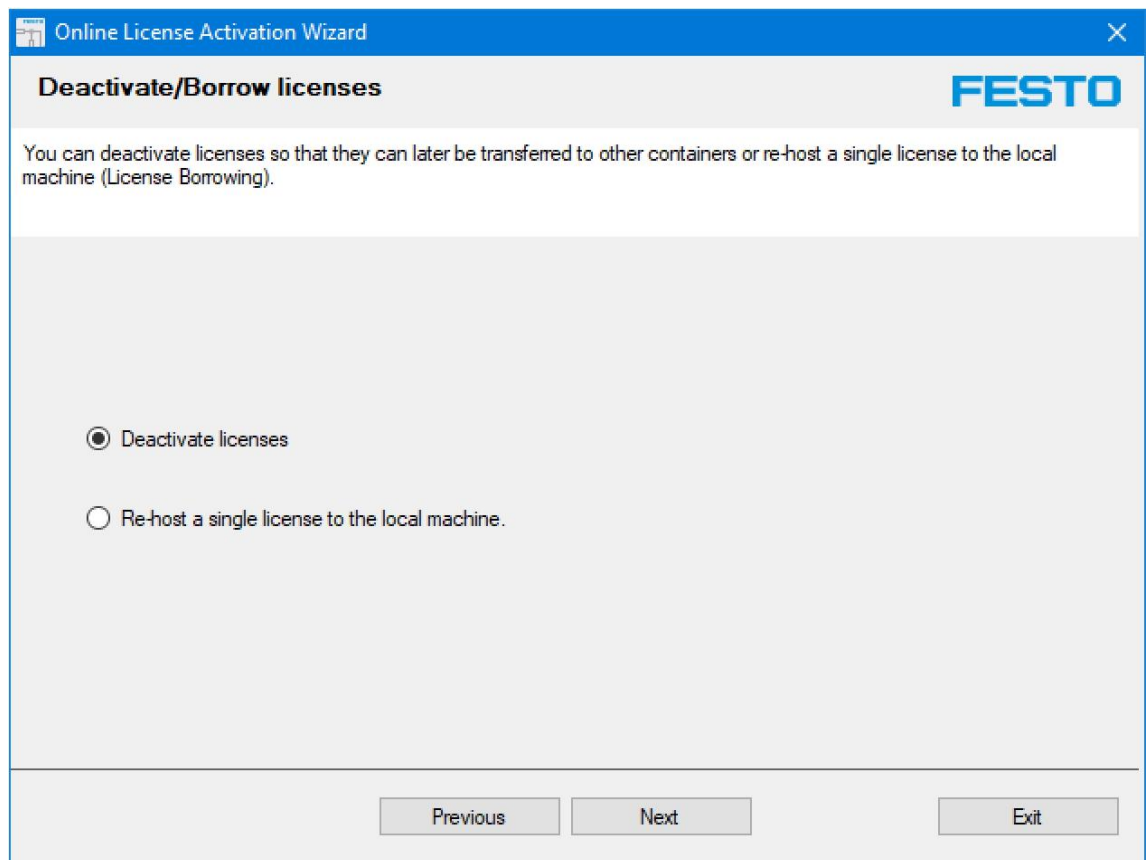 Online License Activation Wizard
Deactivate/Borrow licenses
FESTO
You can deactivate licenses so that they can later be transferred to other containers or re-host a single license to the local
machine (License Borrowing).
Deactivate licenses
Re-host a single license to the local machine.
Previous
Next
Exit